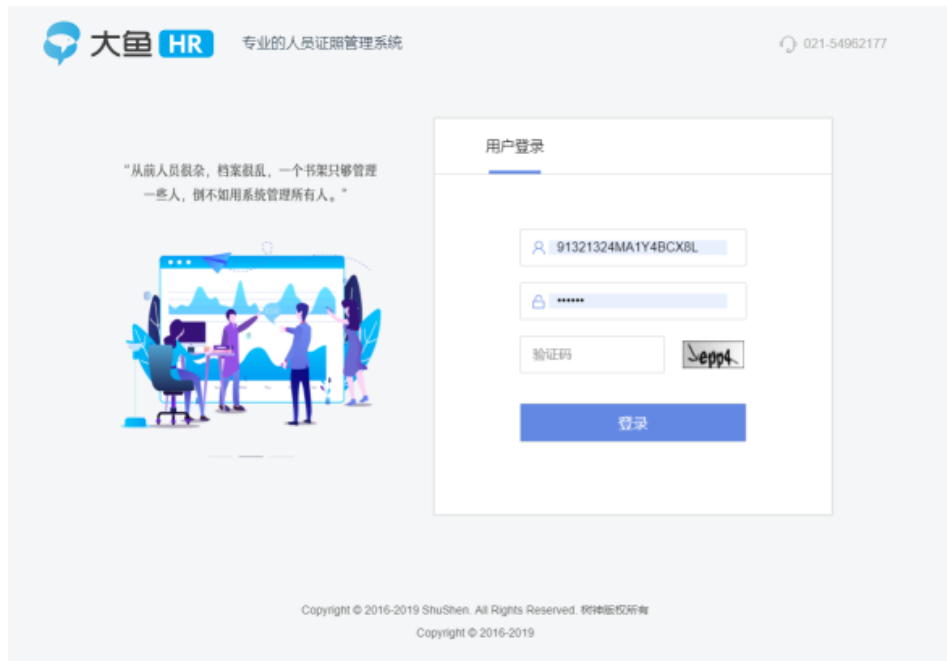 大鱼 HR 专业的人员证照管理系统 021-54962177
用户登录
“从前人员很杂，档案很乱，一个书架只够管理
一些人，倒不如用系统管理所有人。”
91321324MA1Y4BCX8L
••••••
验证码 epp4
登录
Copyright © 2016-2019 ShuShen. All Rights Reserved. 树神版权所有
Copyright © 2016-2019